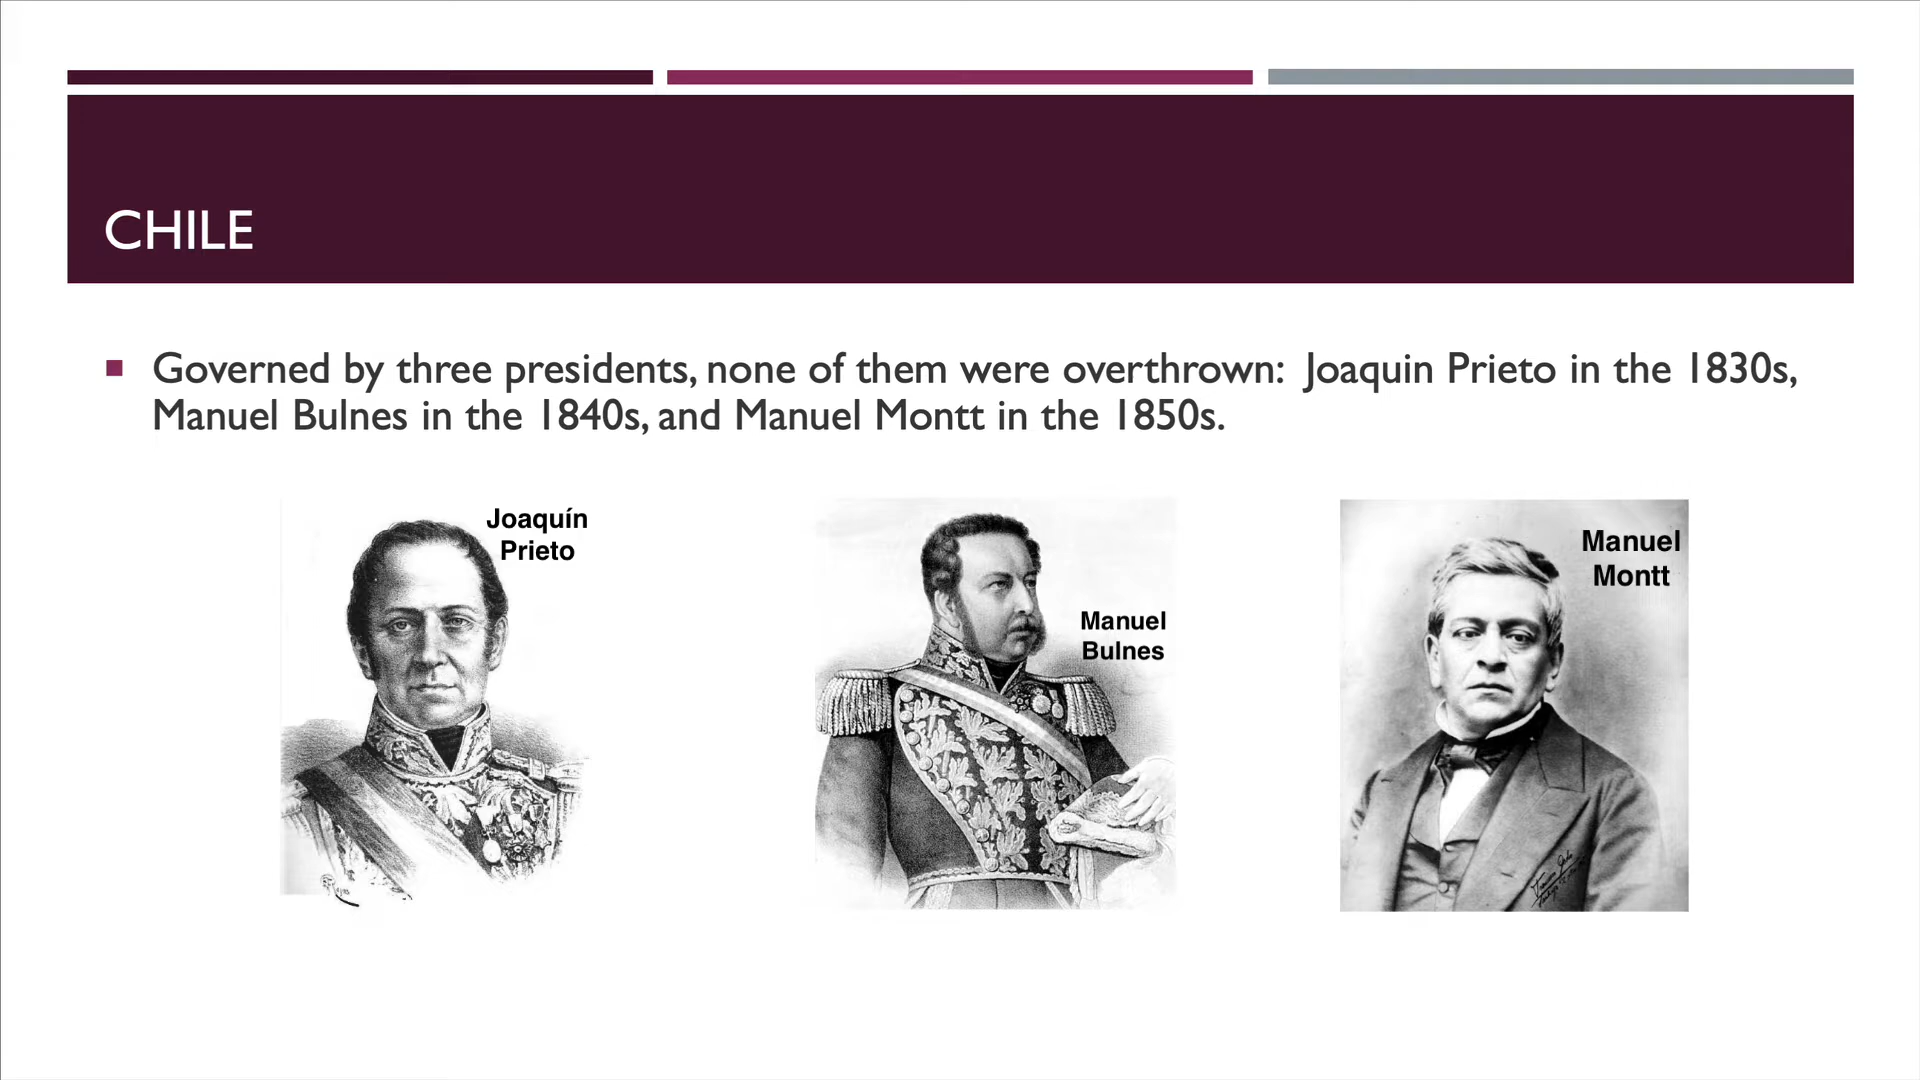 CHILE
Governed by three presidents, none of them were overthrown: Joaquin Prieto in the 1830s,
Manuel Bulnes in the 1840s, and Manuel Montt in the 1850s.
Joaquín
Prieto
Manuel
Bulnes
Manuel
Montt